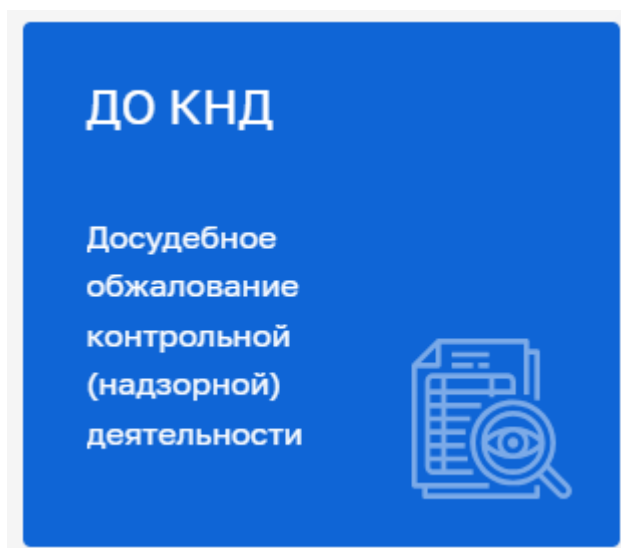 ДО КНД
Досудебное
обжалование
контрольной
(надзорной)
деятельности